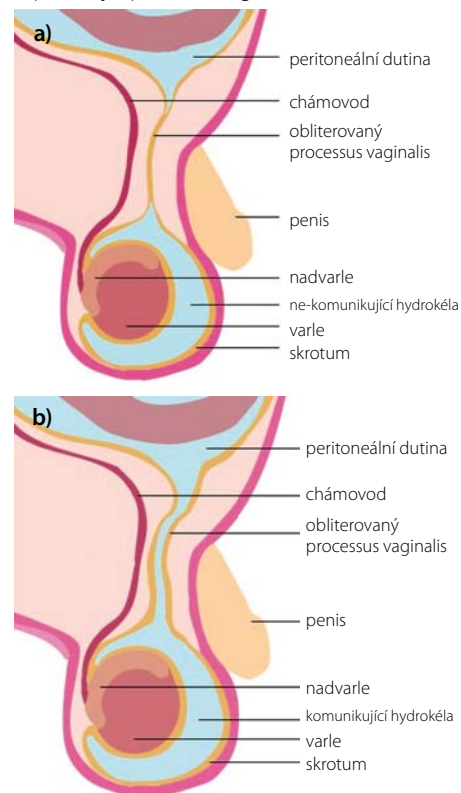 a)
peritoneální dutina
chámovod
obliterovaný
processus vaginalis
penis
nadvarle
ne-komunikující hydrokéla
varle
skrotum
b)
peritoneální dutina
chámovod
obliterovaný
processus vaginalis
penis
nadvarle
komunikující hydrokéla
varle
skrotum